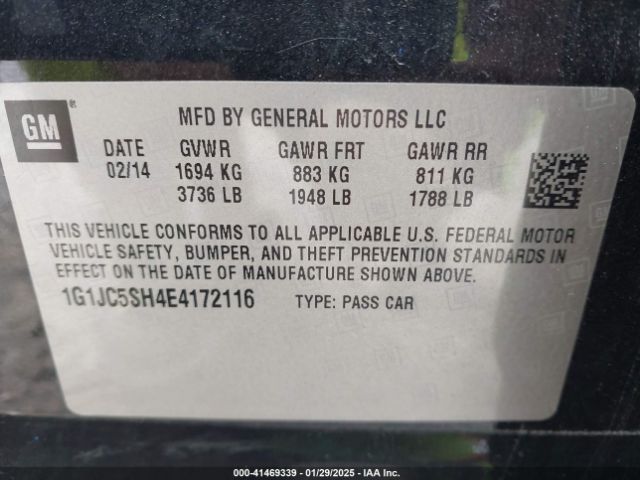 GM®
MFD BY GENERAL MOTORS LLC
DATE GVWR GAWR FRT GAWR RR
02/14 1694 KG 883 KG 811 KG
3736 LB 1948 LB 1788 LB
THIS VEHICLE CONFORMS TO ALL APPLICABLE U.S. FEDERAL MOTOR
VEHICLE SAFETY, BUMPER, AND THEFT PREVENTION STANDARDS IN
EFFECT ON THE DATE OF MANUFACTURE SHOWN ABOVE.
1G1JC5SH4E4172116 TYPE: PASS CAR
000-41469339 - 01/29/2025 - IAA Inc.